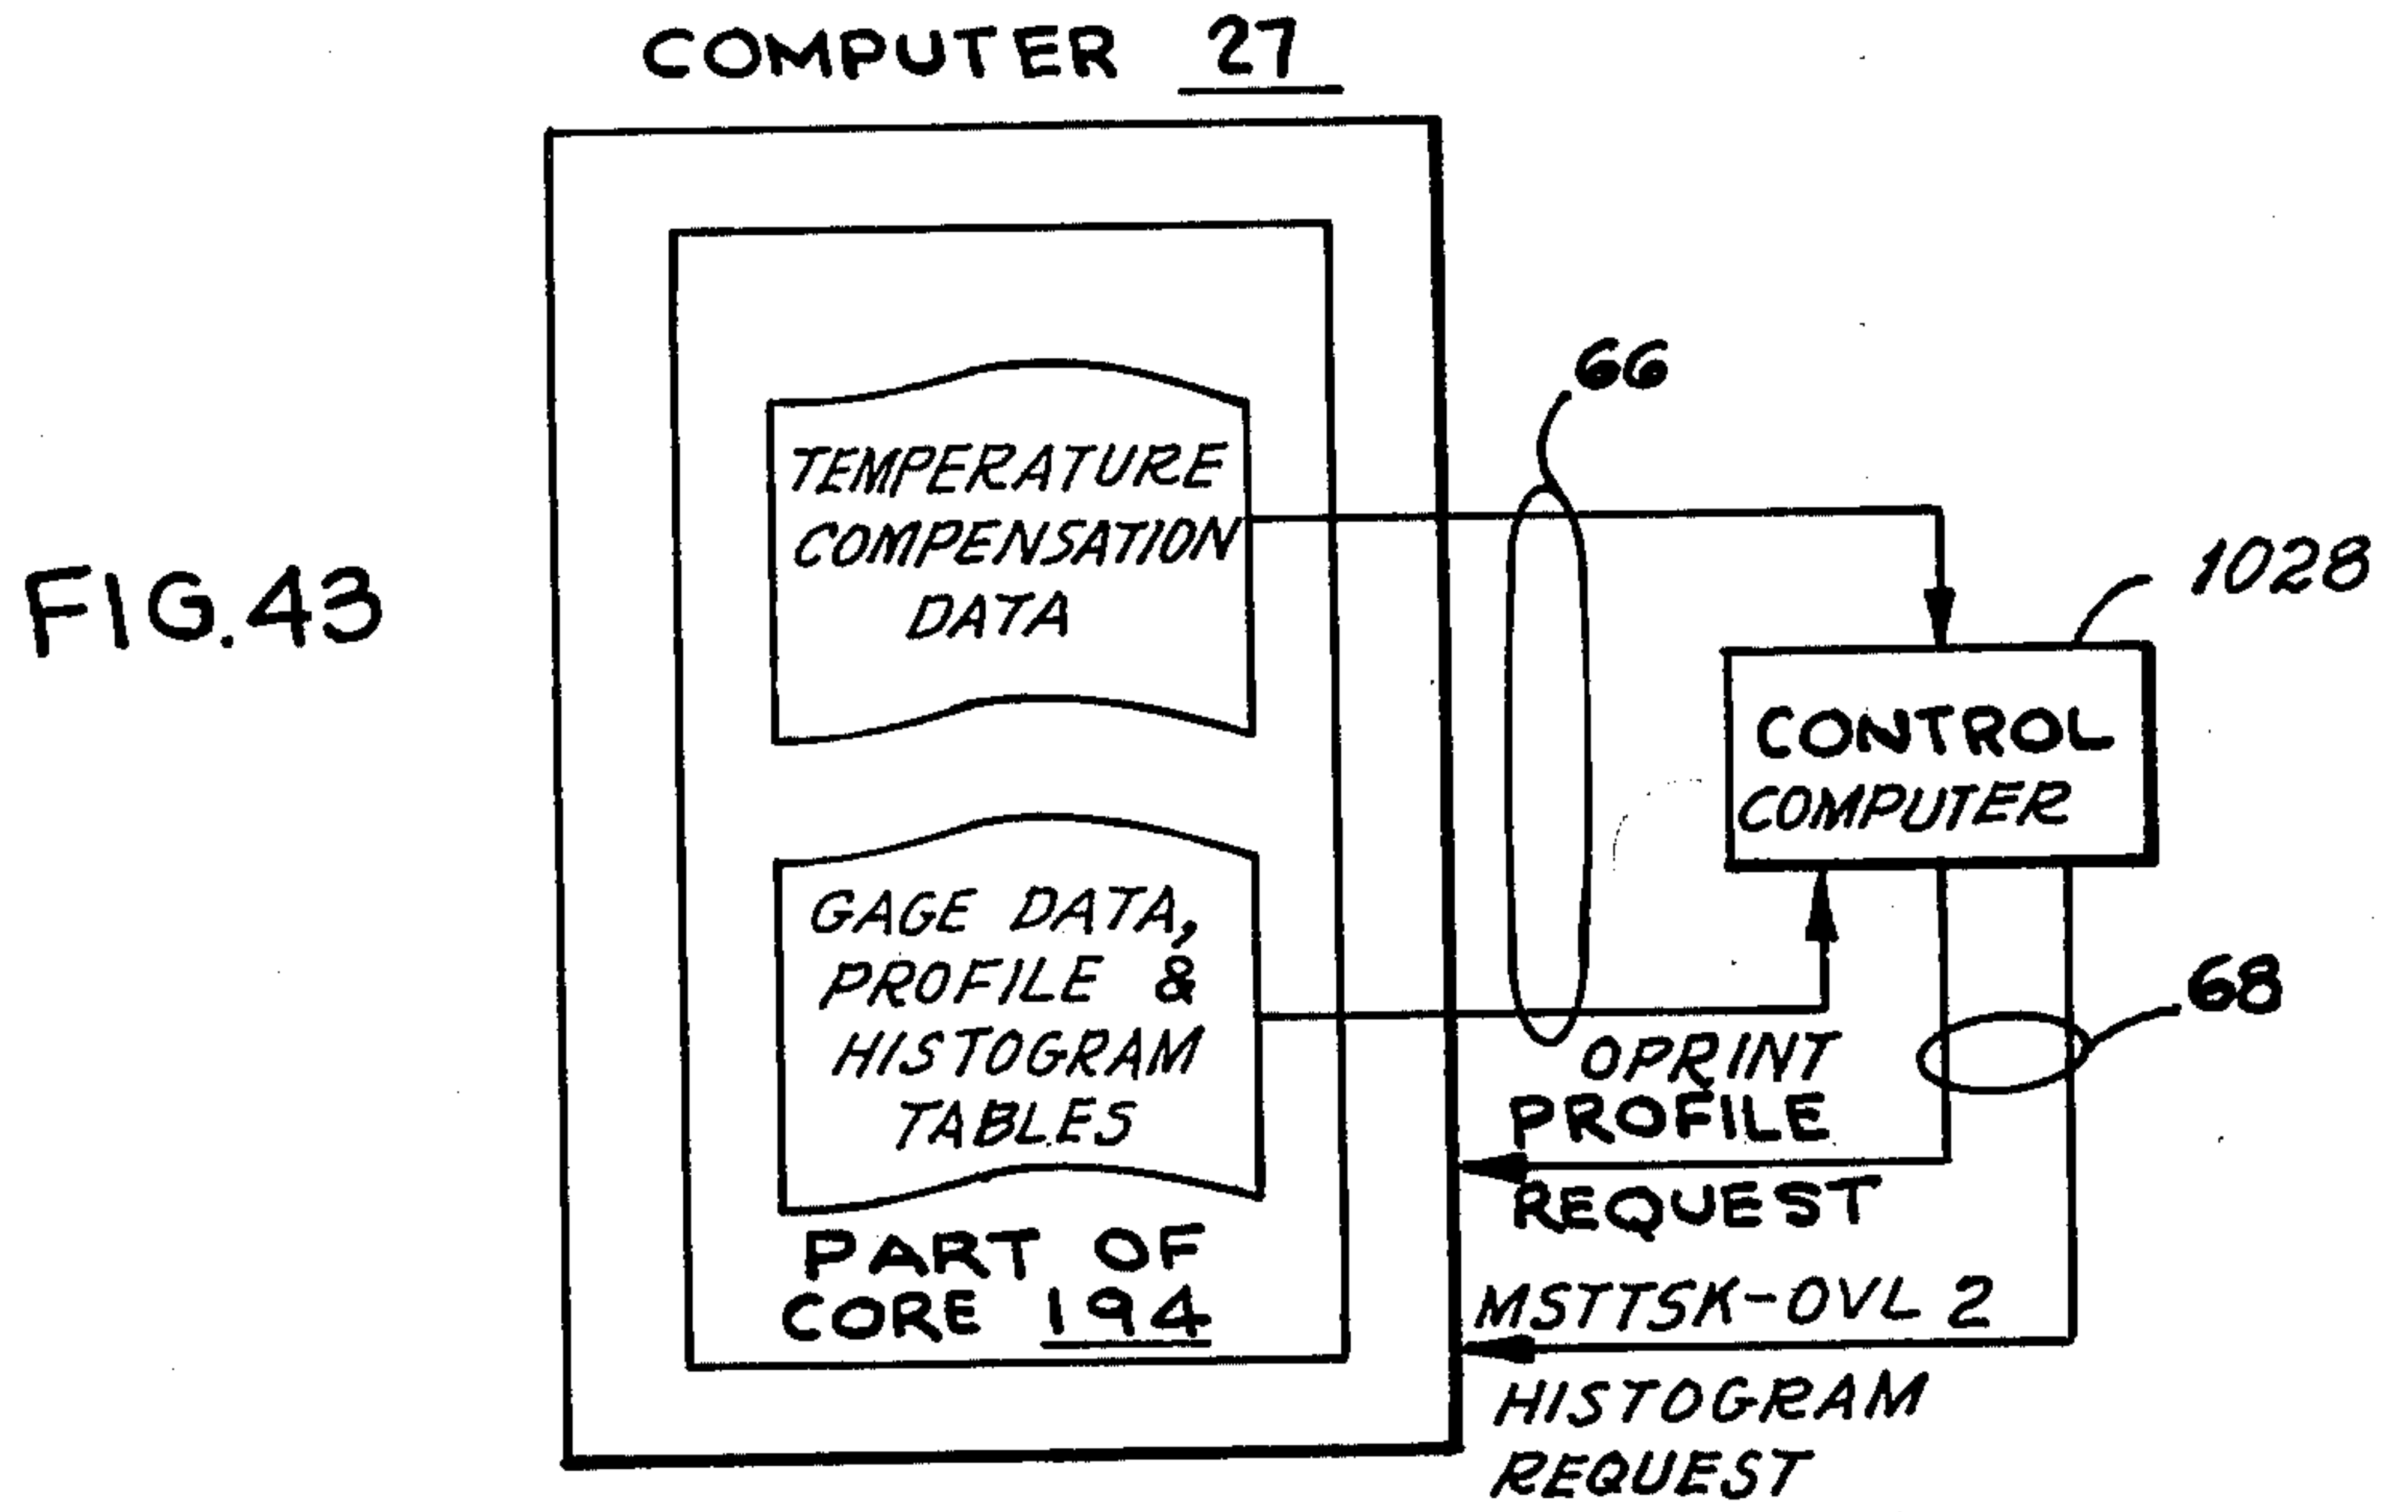 COMPUTER 27
66
TEMPERATURE
COMPENSATION
DATA
1028
FIG.43
CONTROL
COMPUTER
GAGE DATA,
PROFILE &
HISTOGRAM
TABLES
68
OPRINT
PROFILE
REQUEST
PART OF
CORE 194
MSTTSK-OVL 2
HISTOGRAM
REQUEST